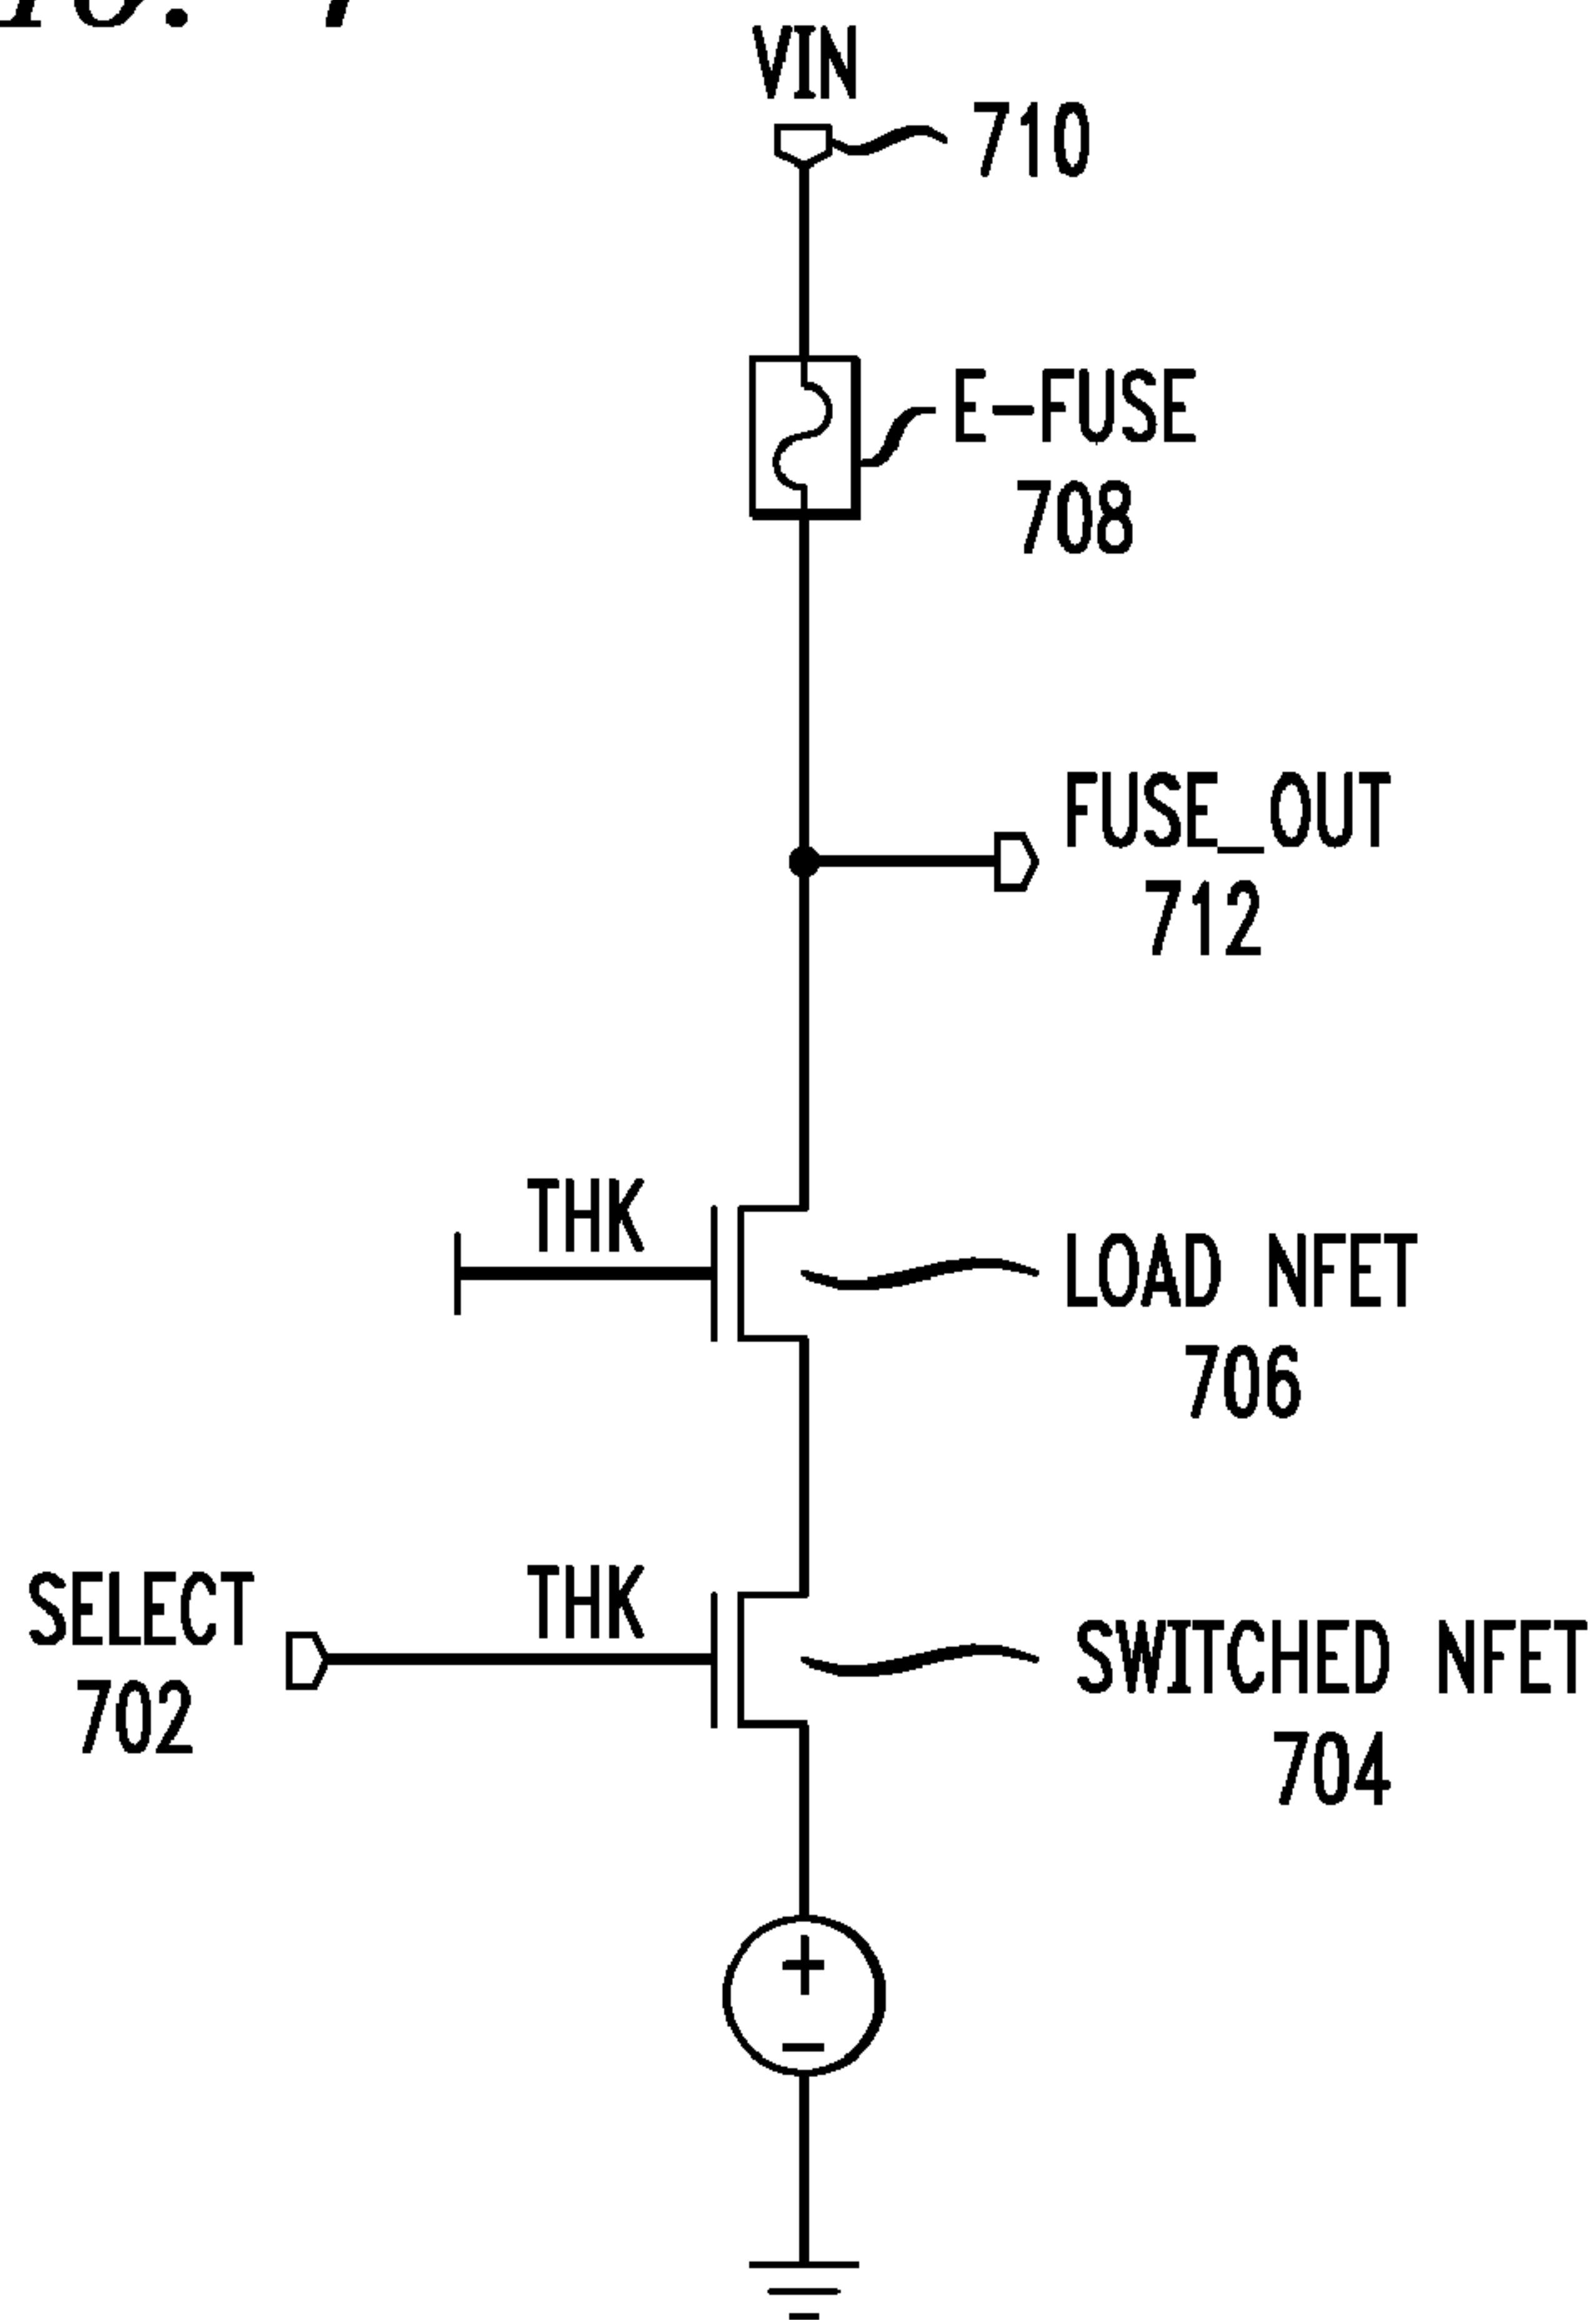 VIN
710
E-FUSE
708
FUSE_OUT
712
THK
LOAD NFET
706
SELECT
702
THK
SWITCHED NFET
704
+
−